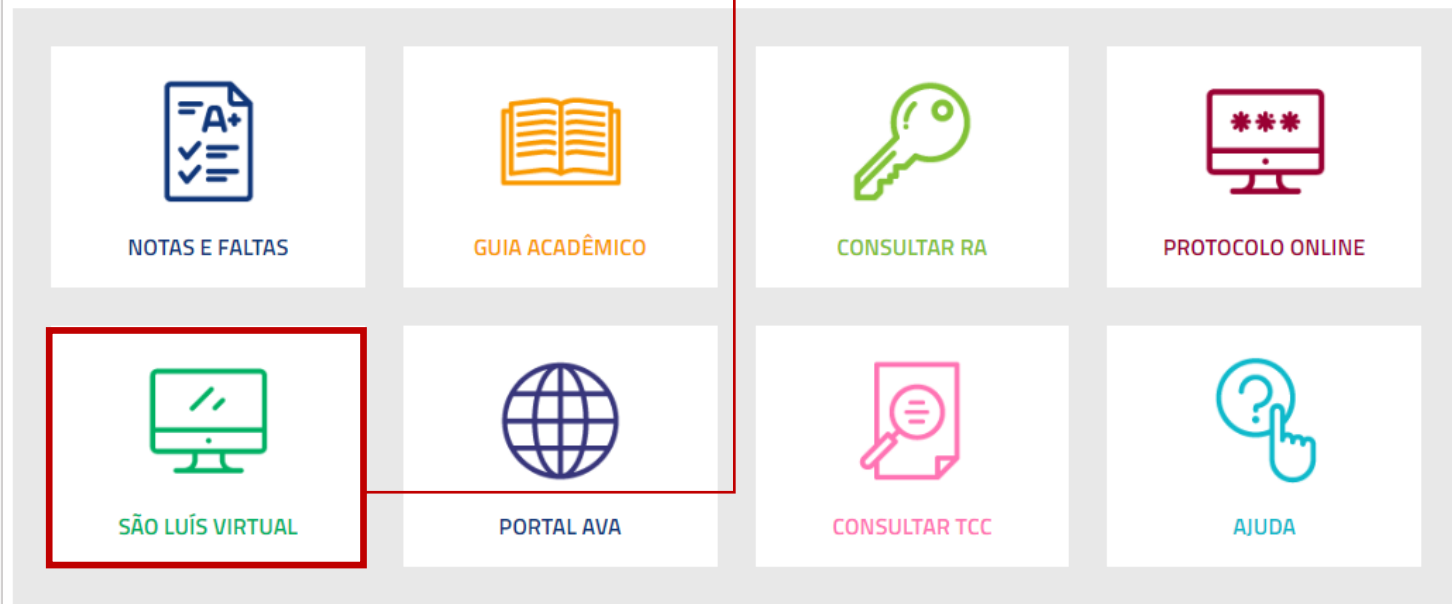 A+
NOTAS E FALTAS
GUIA ACADÊMICO
CONSULTAR RA
***
PROTOCOLO ONLINE
SÃO LUÍS VIRTUAL
PORTAL AVA
CONSULTAR TCC
?
AJUDA